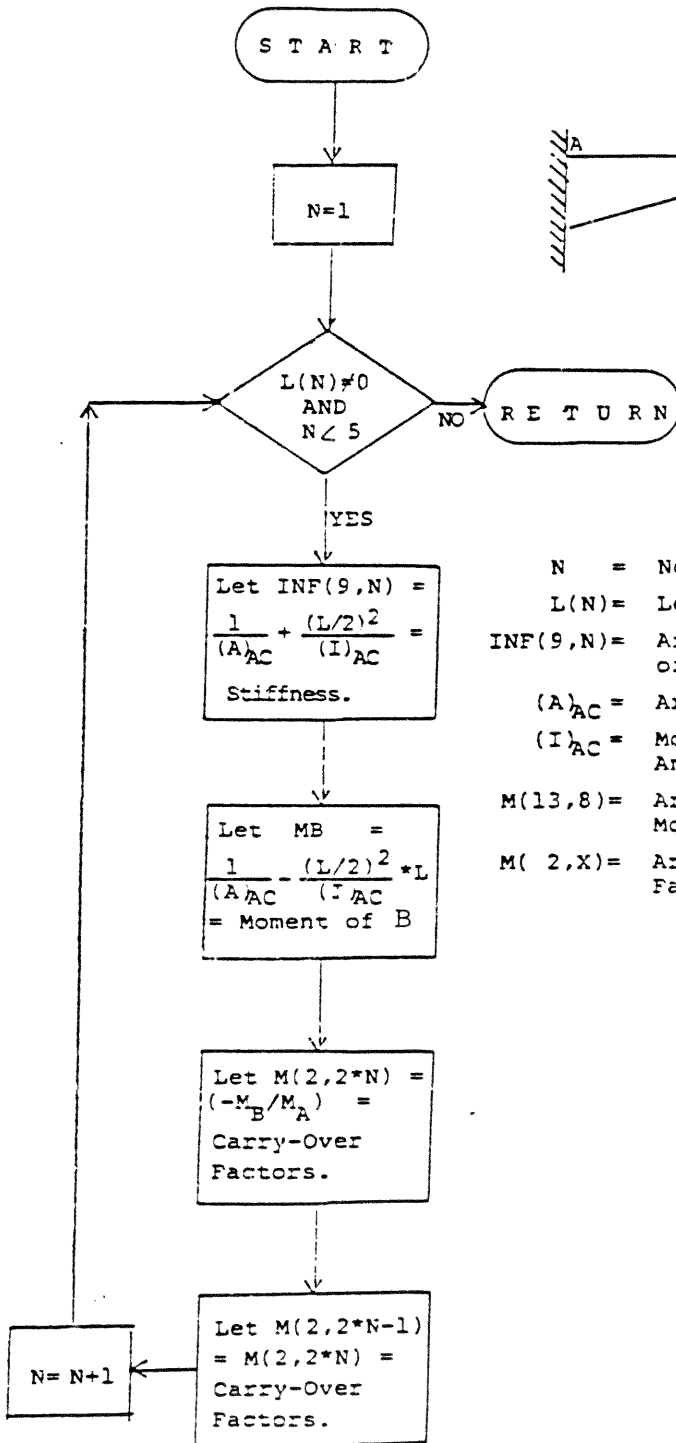 S T A R T
N=1
A
L(N)≠0
AND
N∠ 5
NO
R E T U R N
YES
Let INF(9,N) =
1/(A)AC + (L/2)²/(I)AC =
Stiffness.
N =
L(N)=
INF(9,N)=
(A)AC =
(I)AC =
M(13,8)=
M( 2,X)=
Let MB =
1/(A)AC - (L/2)²/(I)AC *L
= Moment of B
Let M(2,2*N) =
(-MB/MA) =
Carry-Over
Factors.
Let M(2,2*N-1)
= M(2,2*N) =
Carry-Over
Factors.
N= N+1